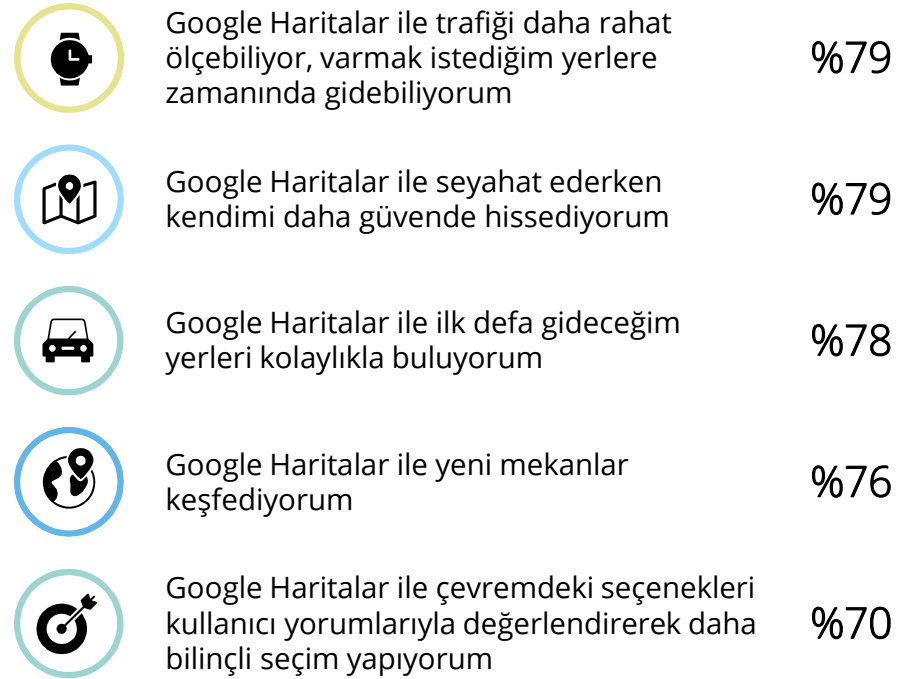 Google Haritalar ile trafiği daha rahat
ölçebiliyor, varmak istediğim yerlere
zamanında gidebiliyorum
%79
Google Haritalar ile seyahat ederken
kendimi daha güvende hissediyorum
%79
Google Haritalar ile ilk defa gideceğim
yerleri kolaylıkla buluyorum
%78
Google Haritalar ile yeni mekanlar
keşfediyorum
%76
Google Haritalar ile çevremdeki seçenekleri
kullanıcı yorumlarıyla değerlendirerek daha
bilinçli seçim yapıyorum
%70